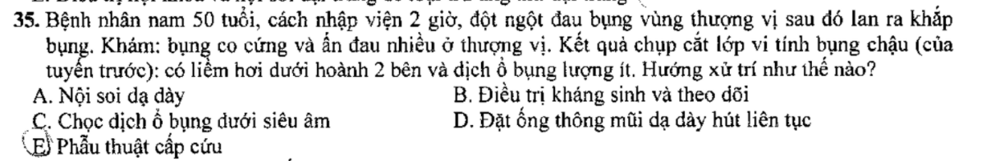 35. Bệnh nhân nam 50 tuổi, cách nhập viện 2 giờ, đột ngột đau bụng vùng thượng vị sau đó lan ra khắp
bụng. Khám: bụng co cứng và ấn đau nhiều ở thượng vị. Kết quả chụp cắt lớp vi tính bụng chậu (của
tuyến trước): có liềm hơi dưới hoành 2 bên và dịch ổ bụng lượng ít. Hướng xử trí như thế nào?
A. Nội soi dạ dày B. Điều trị kháng sinh và theo dõi
C. Chọc dịch ổ bụng dưới siêu âm D. Đặt ống thông mũi dạ dày hút liên tục
E) Phẫu thuật cấp cứu